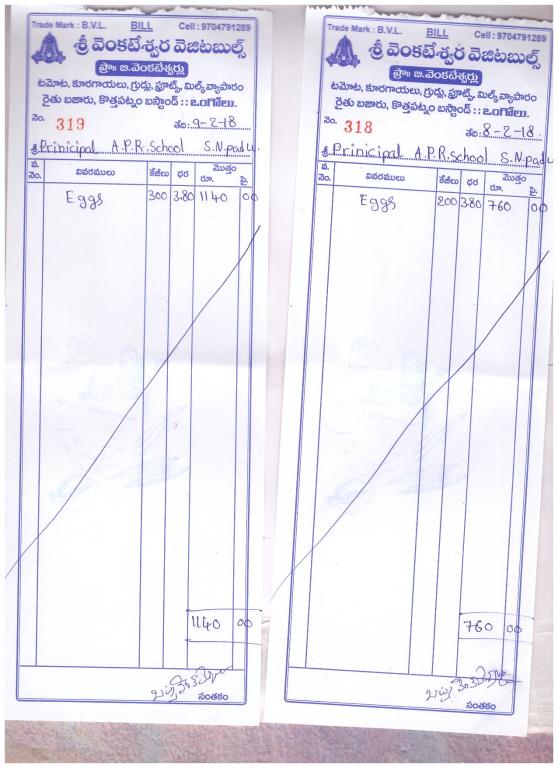 Trade Mark : B.V.L. BILL Cell : 9704791289
శ్రీ వెంకటేశ్వర వెజిటబుల్స్
ప్రొః బి.వెంకటేశ్వర్లు
టమోట, కూరగాయలు, గ్రుడ్లు, ఫ్రూట్స్, మిల్క్ వ్యాపారం
రైతు బజారు, కొత్తపట్నం బస్టాండ్ :: ఒంగోలు.
నెం. 319 తేది: 9-2-18
శ్రీ Prinicipal A.P.R.School S.N.padu.
వ. నెం. వివరములు కేజీలు ధర మొత్తం రూ. పై.
Eggs 300 3.80 1140 00
1140 00
సంతకం
Trade Mark : B.V.L. BILL Cell : 9704791289
శ్రీ వెంకటేశ్వర వెజిటబుల్స్
ప్రొః బి.వెంకటేశ్వర్లు
టమోట, కూరగాయలు, గ్రుడ్లు, ఫ్రూట్స్, మిల్క్ వ్యాపారం
రైతు బజారు, కొత్తపట్నం బస్టాండ్ :: ఒంగోలు.
నెం. 318 తేది: 8-2-18.
శ్రీ Prinicipal A.P.R.School S.N.padu
వ. నెం. వివరములు కేజీలు ధర మొత్తం రూ. పై.
Eggs 200 3.80 760 00
760 00
సంతకం